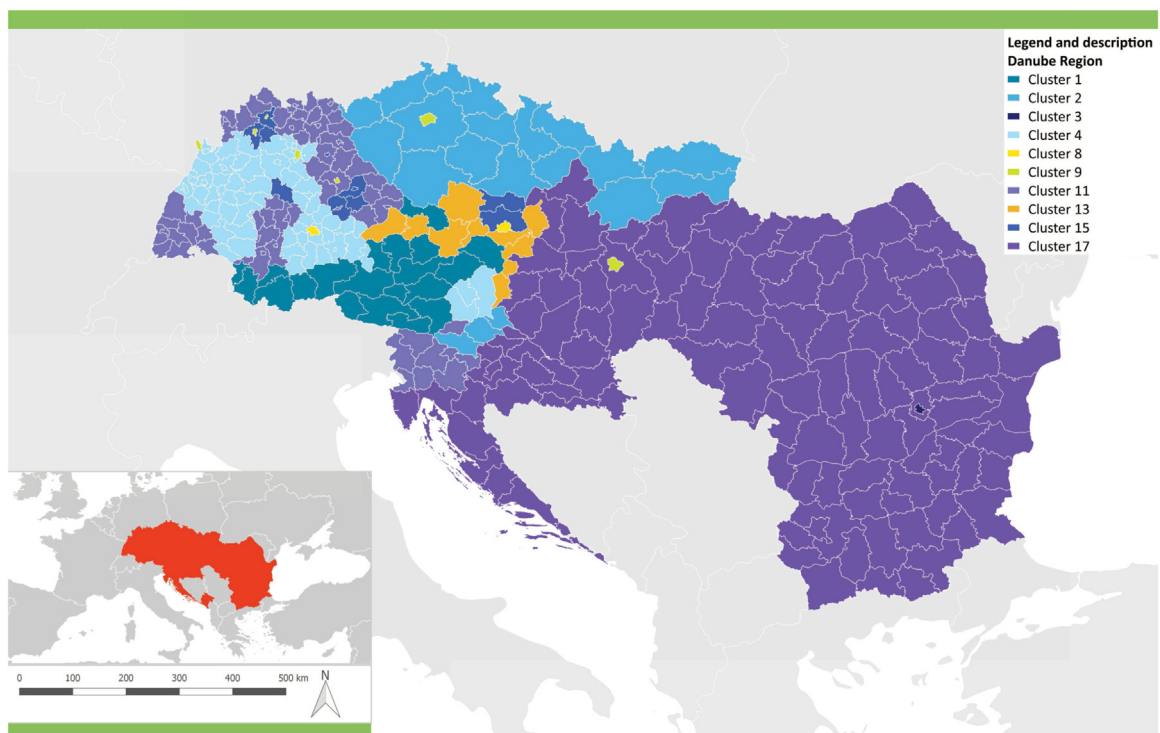 Legend and description
Danube Region
Cluster 1
Cluster 2
Cluster 3
Cluster 4
Cluster 8
Cluster 9
Cluster 11
Cluster 13
Cluster 15
Cluster 17
0 100 200 300 400 500 km
N